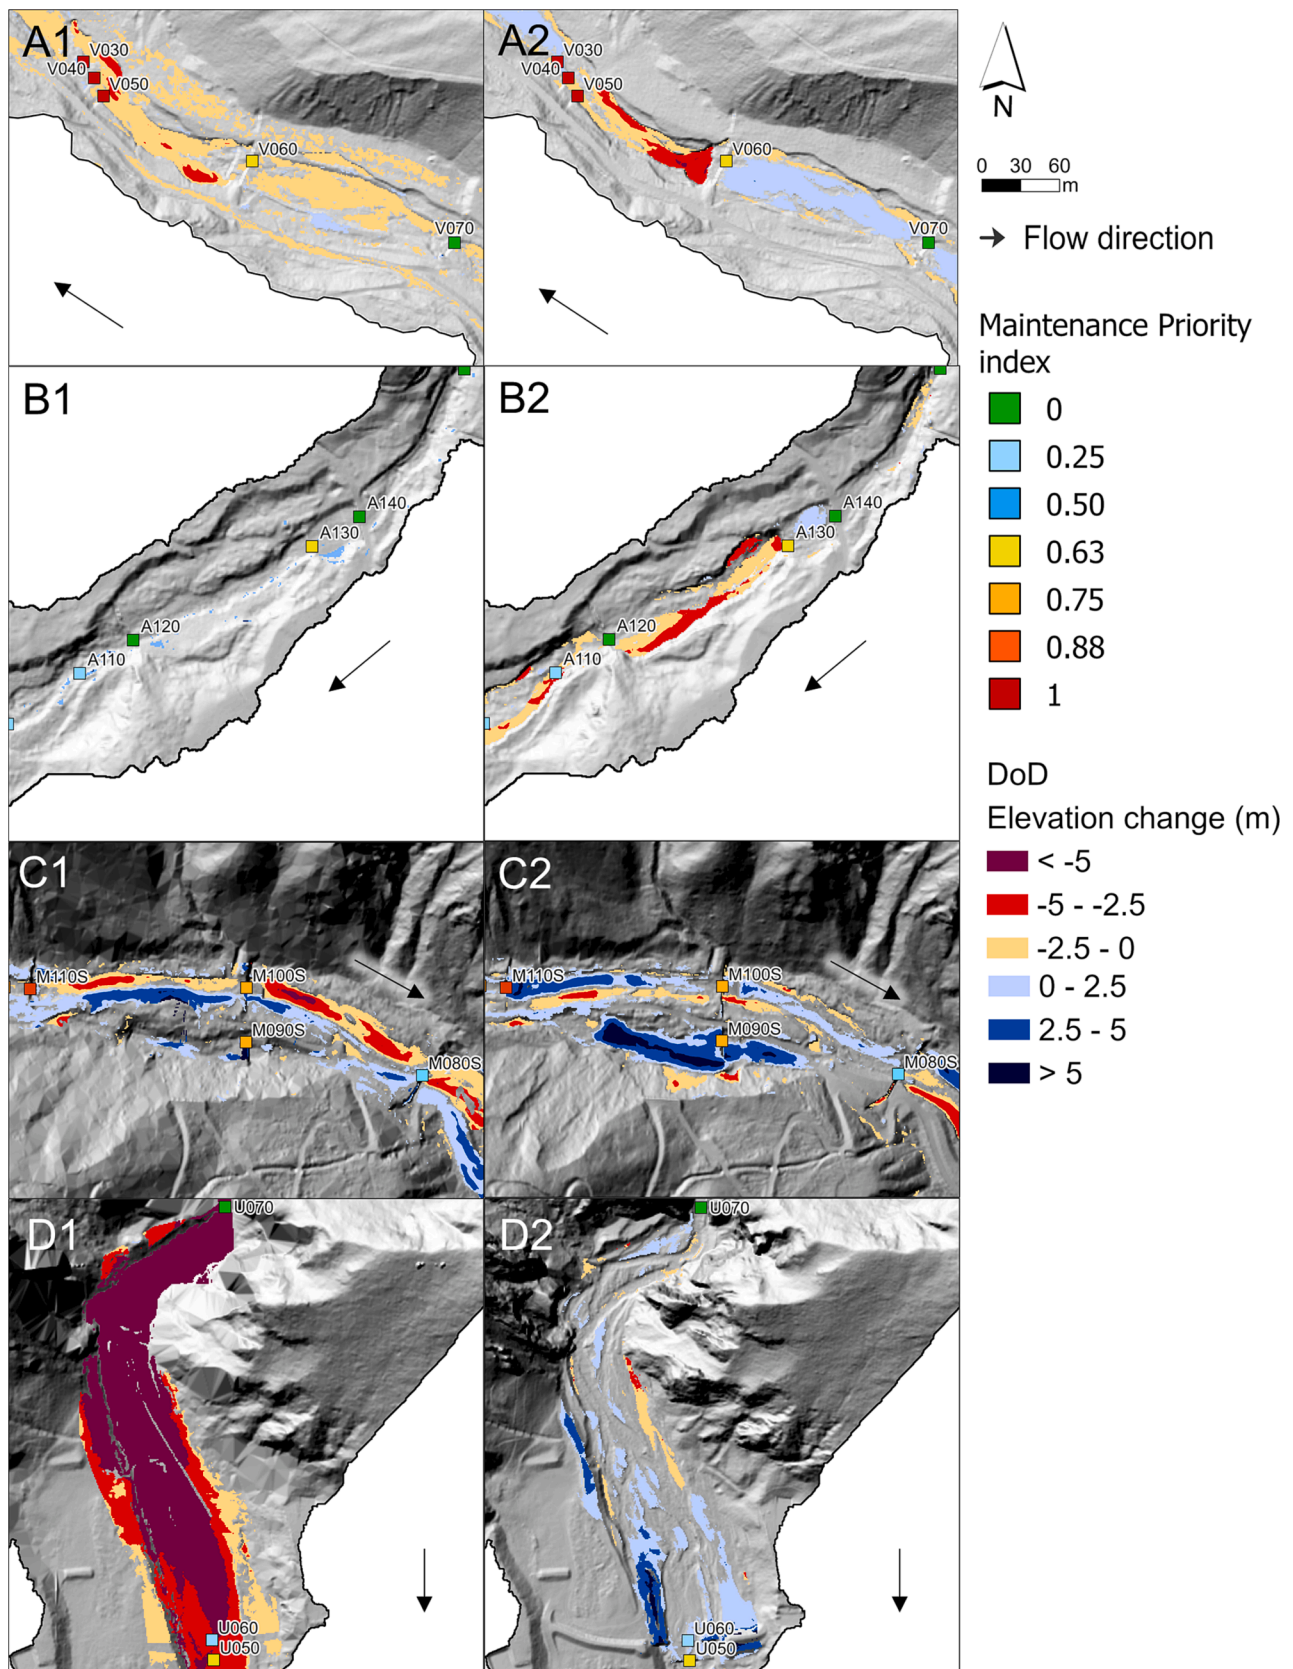 A1
V030
V040
V050
V060
V070
A2
V030
V040
V050
V060
V070
N
0 30 60
m
Flow direction
Maintenance Priority
index
0
0.25
0.50
0.63
0.75
0.88
1
B1
A140
A130
A120
A110
B2
A140
A130
A120
A110
DoD
Elevation change (m)
< -5
-5 - -2.5
-2.5 - 0
0 - 2.5
2.5 - 5
> 5
C1
M110S
M100S
M090S
M080S
C2
M110S
M100S
M090S
M080S
D1
U070
U060
U050
D2
U070
U060
U050